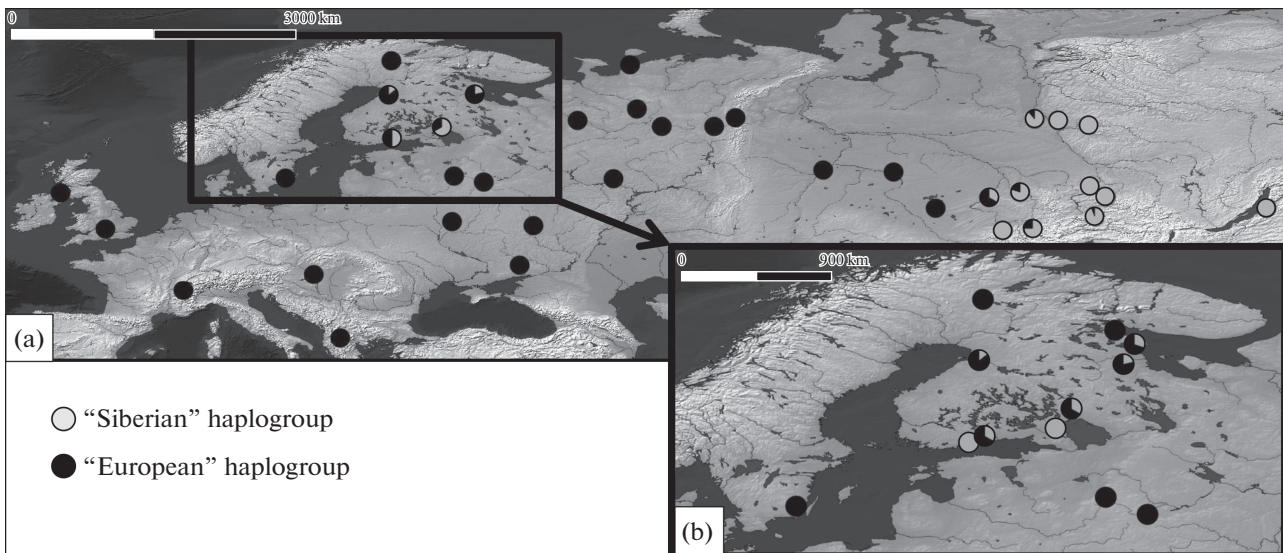 0 3000 km
(a)
0 900 km
“Siberian” haplogroup
“European” haplogroup
(b)